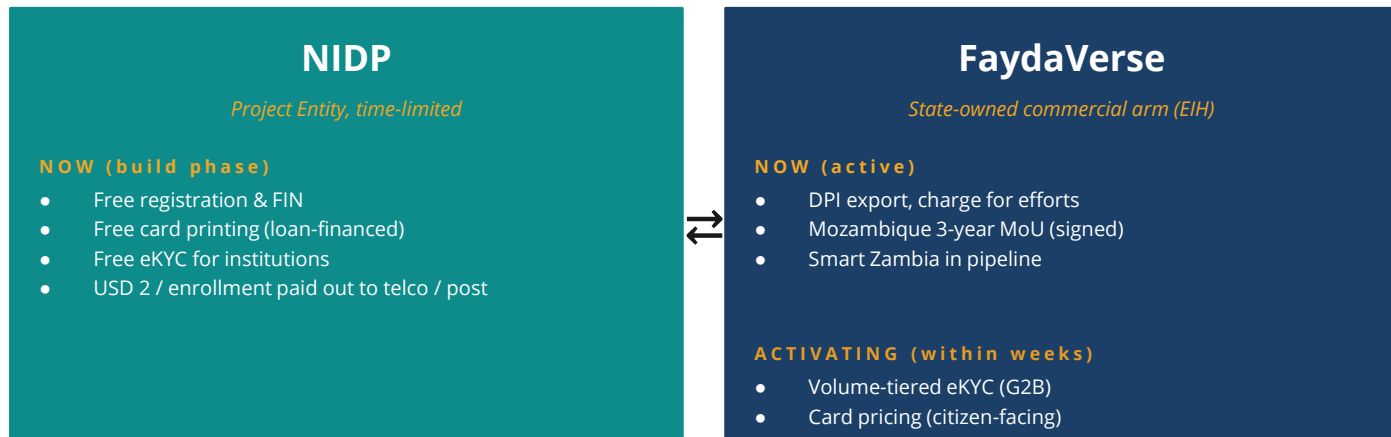 NIDP
Project Entity, time-limited
NOW (build phase)
● Free registration & FIN
● Free card printing (loan-financed)
● Free eKYC for institutions
● USD 2 / enrollment paid out to telco / post
⇄
FaydaVerse
State-owned commercial arm (EIH)
NOW (active)
● DPI export, charge for efforts
● Mozambique 3-year MoU (signed)
● Smart Zambia in pipeline
ACTIVATING (within weeks)
● Volume-tiered eKYC (G2B)
● Card pricing (citizen-facing)